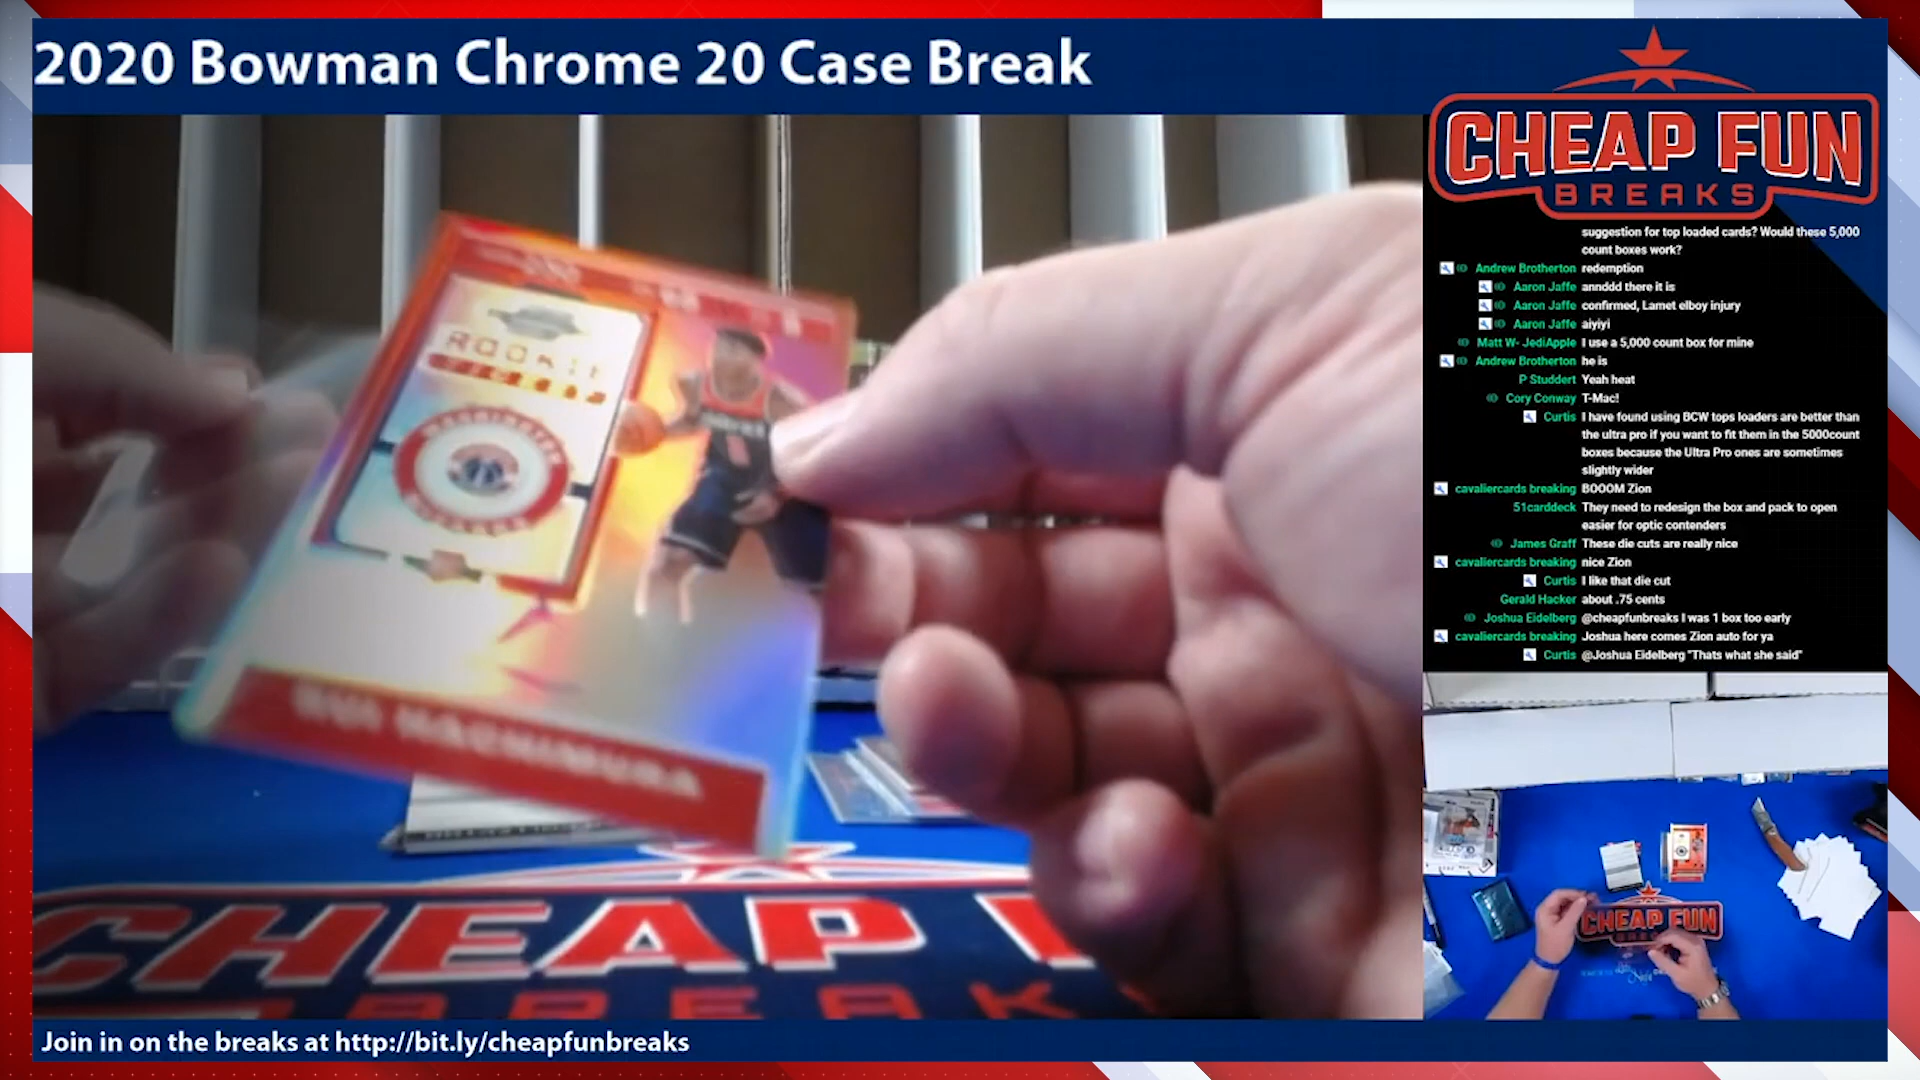 2020 Bowman Chrome 20 Case Break
CHEAP FUN
BREAKS
suggestion for top loaded cards? Would these 5,000
count boxes work?
Andrew Brotherton redemption
Aaron Jaffe annddd there it is
Aaron Jaffe confirmed, Lamet elboy injury
Aaron Jaffe aiyiyi
Matt W- JediApple I use a 5,000 count box for mine
Andrew Brotherton he is
P Studdert Yeah heat
Cory Conway T-Mac!
Curtis I have found using BCW tops loaders are better than
the ultra pro if you want to fit them in the 5000count
boxes because the Ultra Pro ones are sometimes
slightly wider
cavaliercards breaking BOOOM Zion
51carddeck They need to redesign the box and pack to open
easier for optic contenders
James Graff These die cuts are really nice
cavaliercards breaking nice Zion
Curtis I like that die cut
Gerald Hacker about .75 cents
Joshua Eidelberg @cheapfunbreaks I was 1 box too early
cavaliercards breaking Joshua here comes Zion auto for ya
Curtis @Joshua Eidelberg "Thats what she said"
ROOKIE
TICKET
WASHINGTON
WIZARDS
RUI HACHIMURA
CHEAP
BREAK
CHEAP FUN
Join in on the breaks at http://bit.ly/cheapfunbreaks